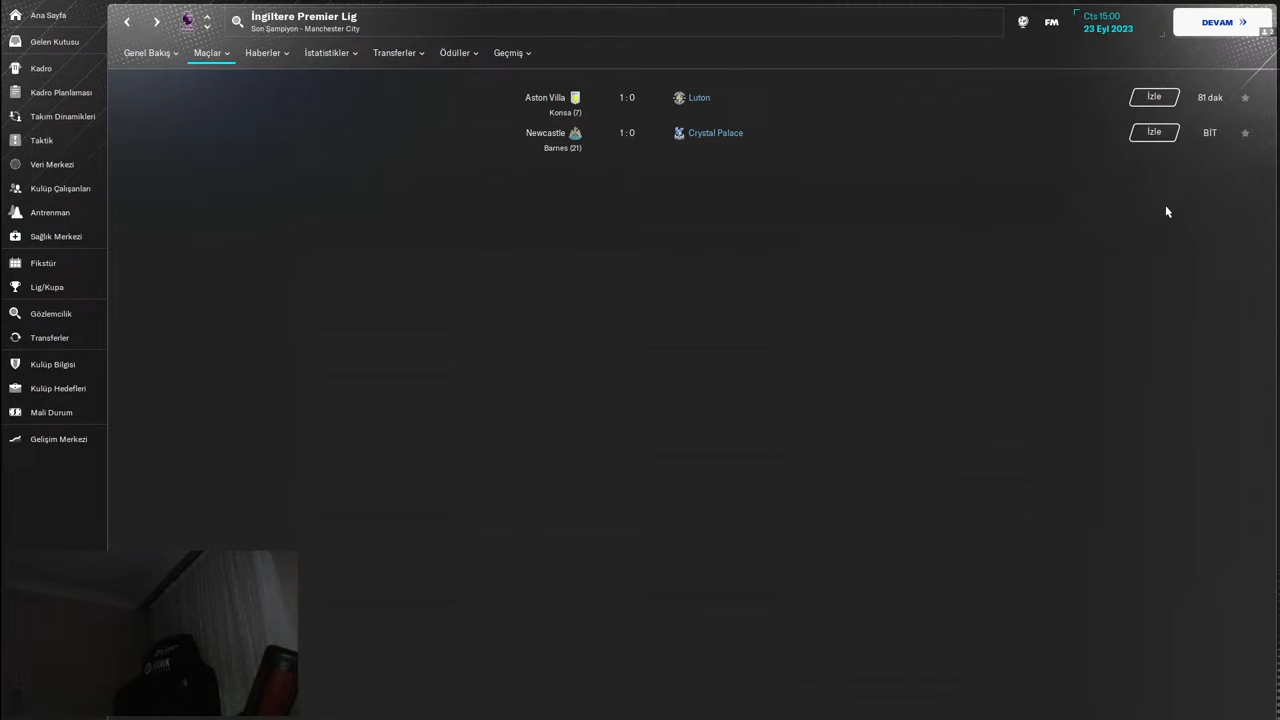 Ana Sayfa
Gelen Kutusu
Kadro
Kadro Planlaması
Takım Dinamikleri
Taktik
Veri Merkezi
Kulüp Çalışanları
Antrenman
Sağlık Merkezi
Fikstür
Lig/Kupa
Gözlemcilik
Transferler
Kulüp Bilgisi
Kulüp Hedefleri
Mali Durum
Gelişim Merkezi
İngiltere Premier Lig
Son Şampiyon - Manchester City
FM
Cts 15:00
23 Eyl 2023
DEVAM
2
Genel Bakış Maçlar Haberler İstatistikler Transferler Ödüller Geçmiş
Aston Villa 1 : 0 Luton İzle 81 dak
Konsa (7)
Newcastle 1 : 0 Crystal Palace İzle BİT
Barnes (21)